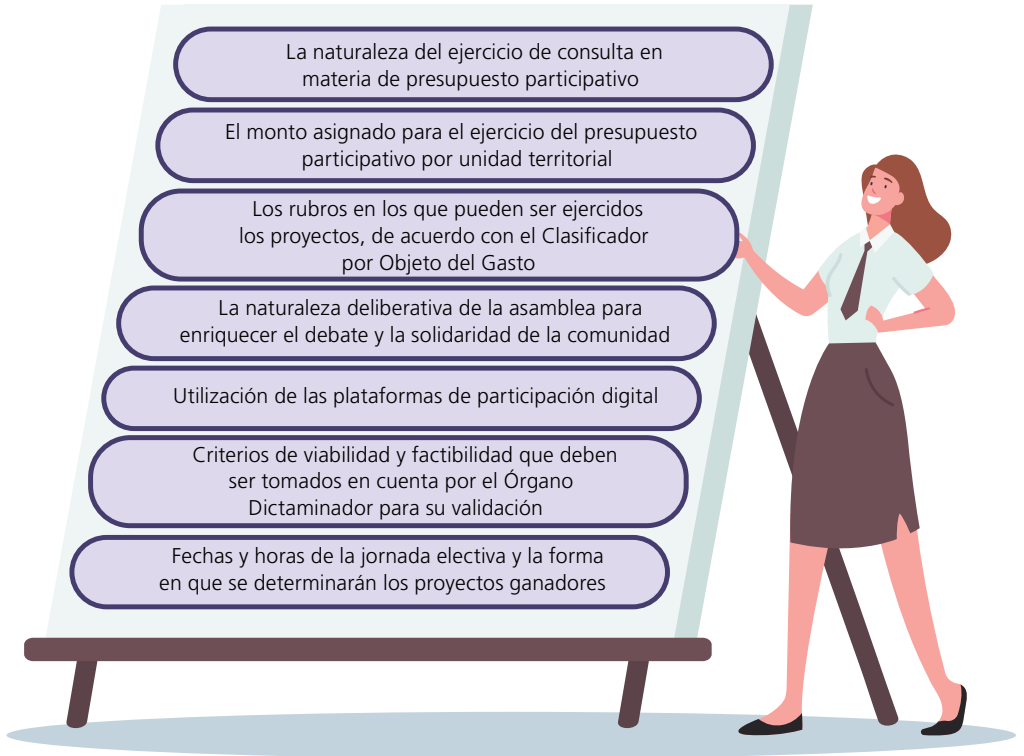 La naturaleza del ejercicio de consulta en
materia de presupuesto participativo
El monto asignado para el ejercicio del presupuesto
participativo por unidad territorial
Los rubros en los que pueden ser ejercidos
los proyectos, de acuerdo con el Clasificador
por Objeto del Gasto
La naturaleza deliberativa de la asamblea para
enriquecer el debate y la solidaridad de la comunidad
Utilización de las plataformas de participación digital
Criterios de viabilidad y factibilidad que deben
ser tomados en cuenta por el Órgano
Dictaminador para su validación
Fechas y horas de la jornada electiva y la forma
en que se determinarán los proyectos ganadores